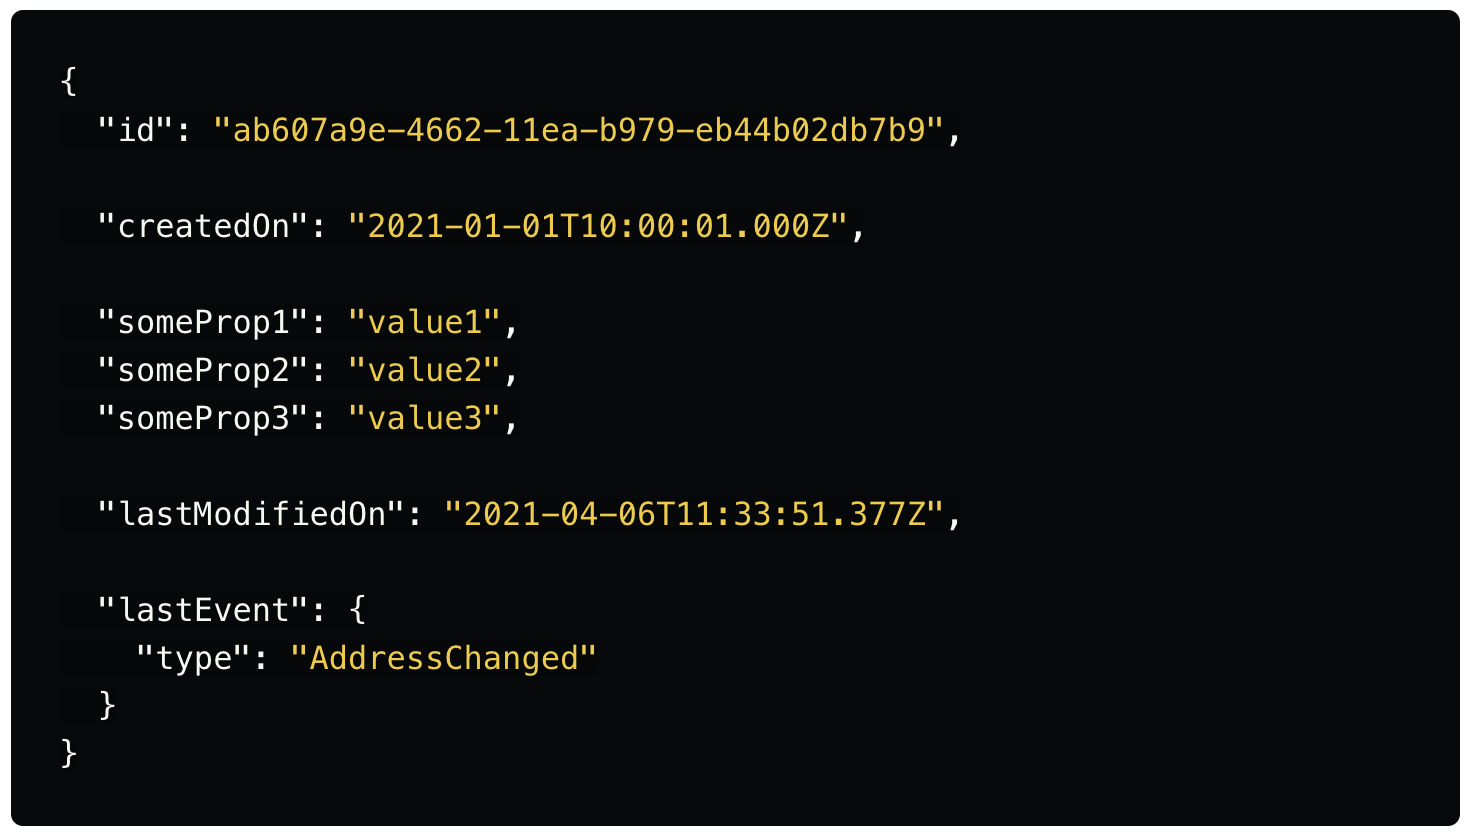 {
  "id": "ab607a9e-4662-11ea-b979-eb44b02db7b9",
  "createdOn": "2021-01-01T10:00:01.000Z",
  "someProp1": "value1",
  "someProp2": "value2",
  "someProp3": "value3",
  "lastModifiedOn": "2021-04-06T11:33:51.377Z",
  "lastEvent": {
    "type": "AddressChanged"
  }
}